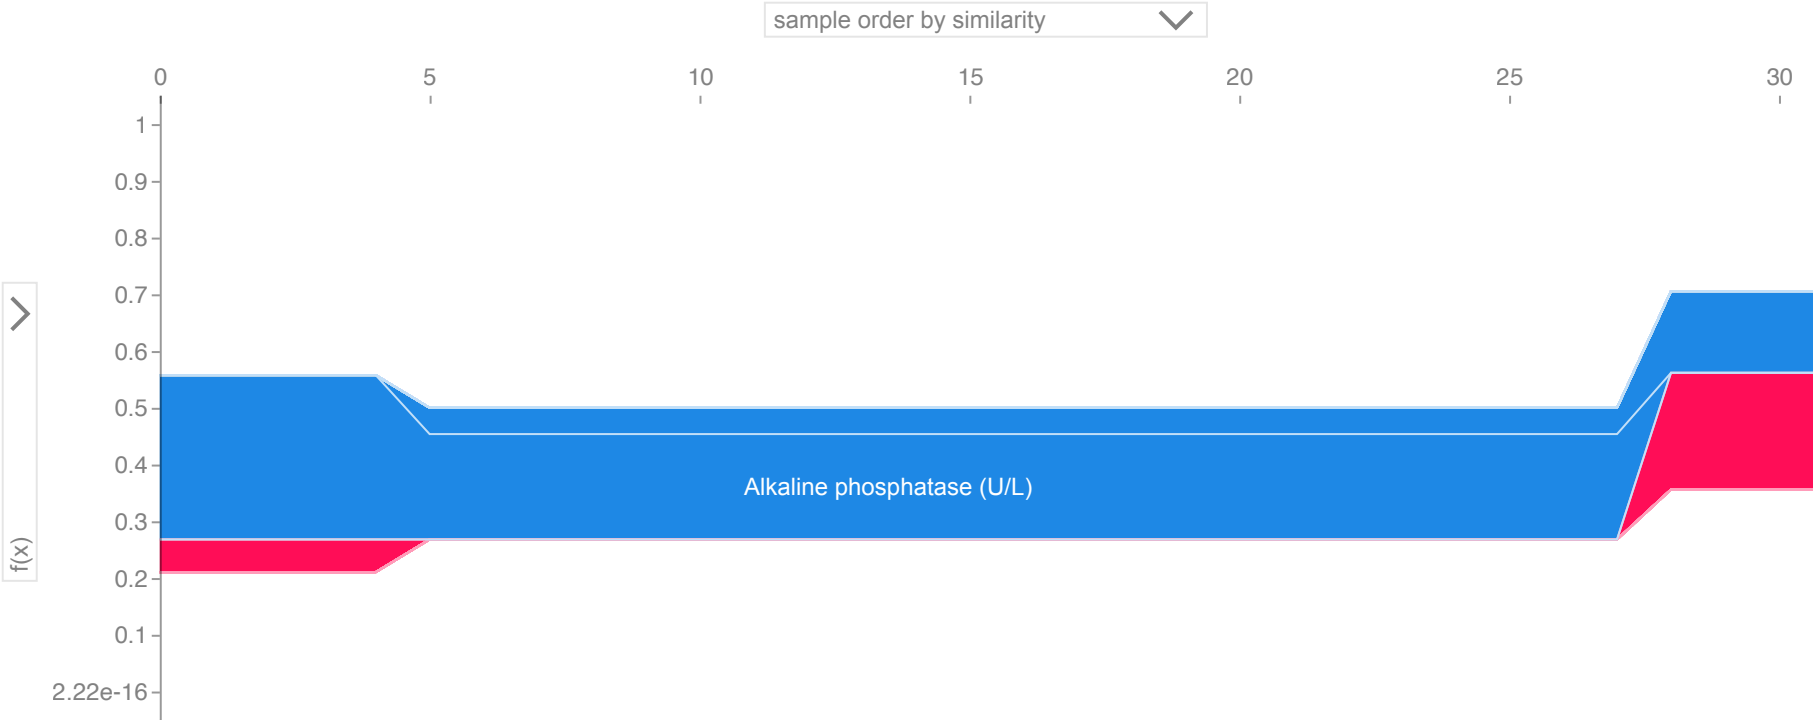 sample order by similarity
0 5 10 15 20 25 30
1
0.9
0.8
0.7
0.6
0.5
0.4
0.3
0.2
0.1
2.22e-16
f(x)
Alkaline phosphatase (U/L)